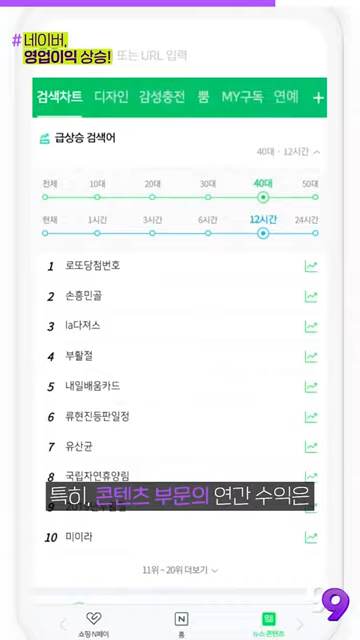 #네이버,
영업이익 상승!
또는 URL 입력
검색차트 디자인 감성충전 뿜 MY구독 연예 +
급상승 검색어
40대 · 12시간
전체 10대 20대 30대 40대 50대
현재 1시간 3시간 6시간 12시간 24시간
1 로또당첨번호
2 손흥민골
3 la다저스
4 부활절
5 내일배움카드
6 류현진등판일정
7 유산균
8 국립자연휴양림
특히, 콘텐츠 부문의 연간 수익은
9
10 미이라
11위~20위 더보기
쇼핑·N페이 홈 뉴스·콘텐츠
9